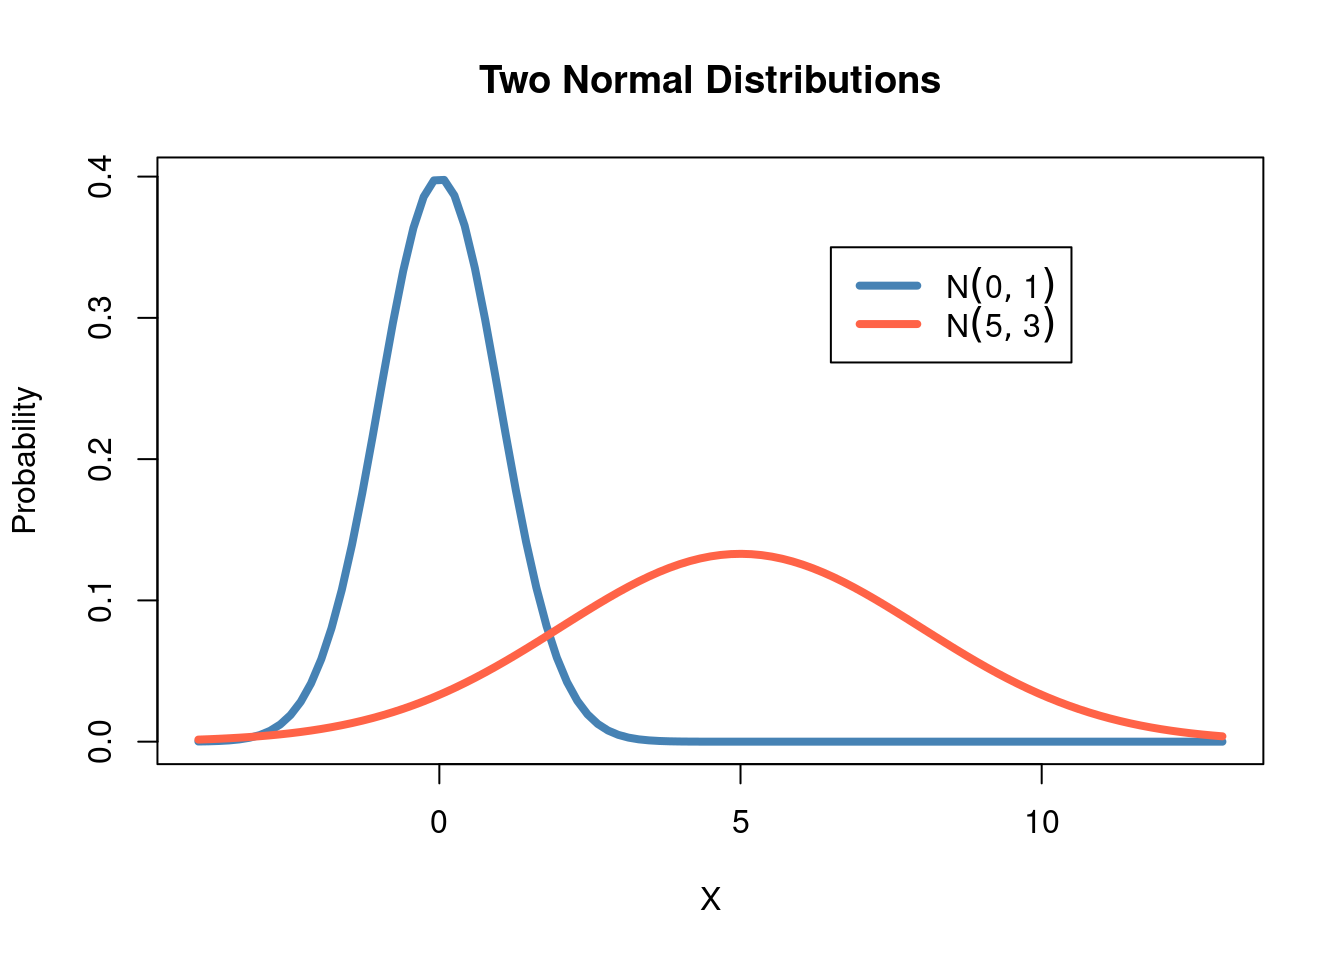 Two Normal Distributions
Probability
0.4
0.3
0.2
0.1
0.0
N(0, 1)
N(5, 3)
0 5 10
X